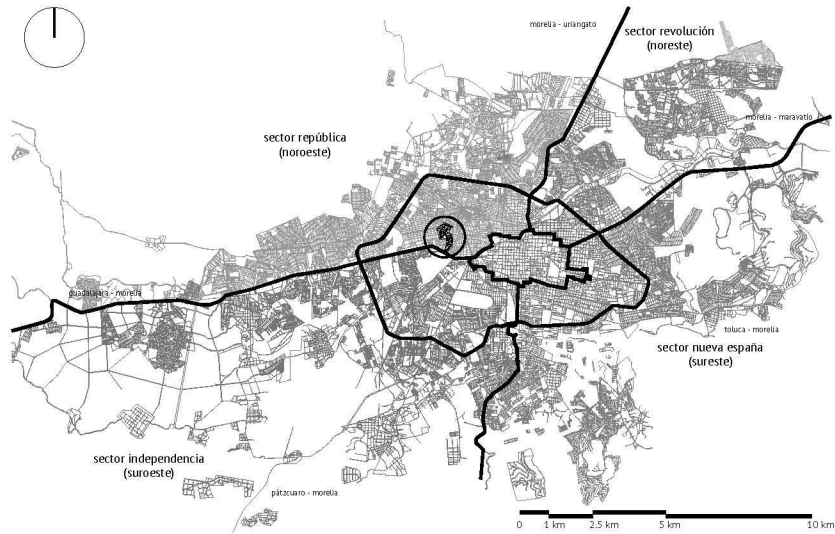 morelia - uriangato
sector revolución
(noreste)
morelia - maravatío
sector república
(noroeste)
guadalajara - morelia
toluca - morelia
sector nueva españa
(sureste)
sector independencia
(suroeste)
pátzcuaro - morelia
0 1 km 2.5 km 5 km 10 km